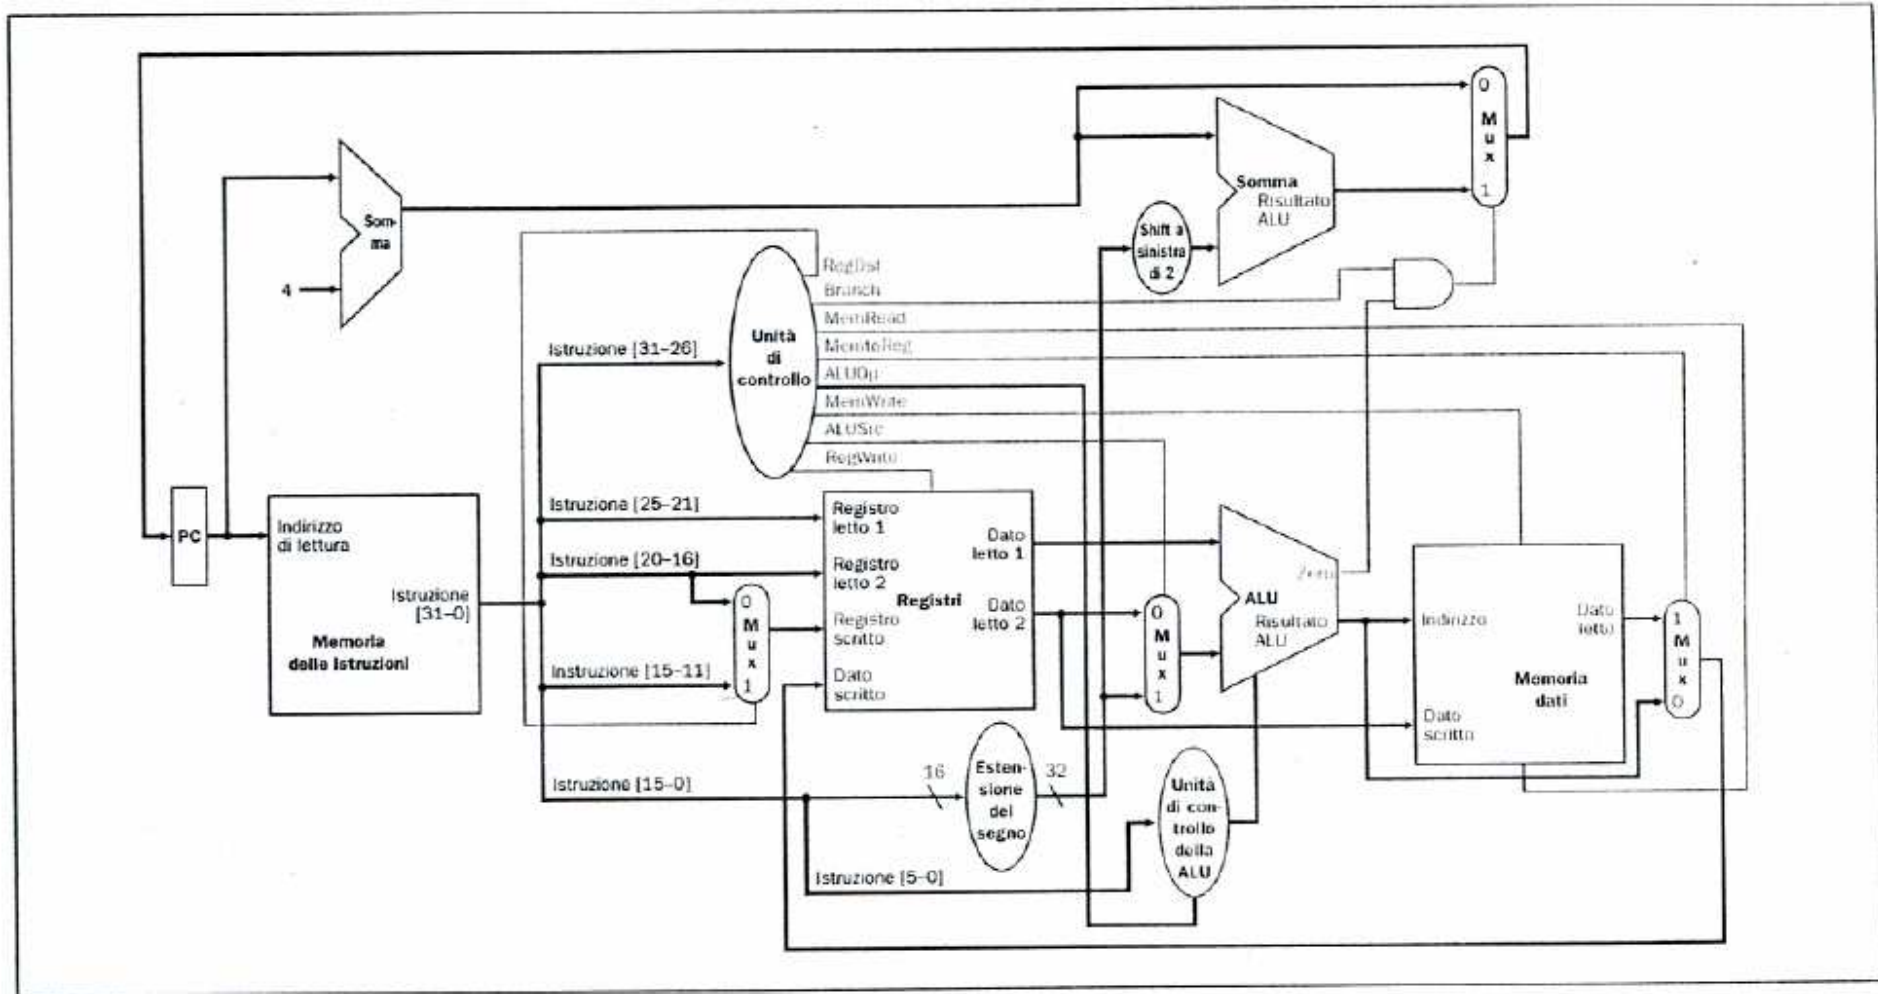 0
M
u
x
1
Som-
ma
4
Somma
Risultato
ALU
Shift a
sinistra
di 2
RegDst
Branch
MemRead
MemtoReg
ALUOp
MemWrite
ALUSrc
RegWrite
Unità
di
controllo
Istruzione [31–26]
Istruzione [25–21]
Istruzione [20–16]
Instruzione [15–11]
Istruzione [15–0]
Istruzione [5–0]
PC
Indirizzo
di lettura
Istruzione
[31–0]
Memoria
delle Istruzioni
0
M
u
x
1
Registro
letto 1
Registro
letto 2
Registro
scritto
Dato
scritto
Registri
Dato
letto 1
Dato
letto 2
0
M
u
x
1
Zero
ALU
Risultato
ALU
Indirizzo
Dato
letto
Memoria
dati
Dato
scritto
1
M
u
x
0
16
Esten-
sione
del
segno
32
Unità
di con-
trollo
della
ALU